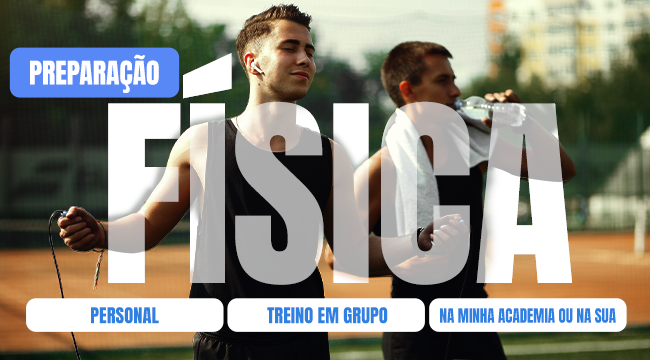 PREPARAÇÃO
FÍSICA
PERSONAL
TREINO EM GRUPO
NA MINHA ACADEMIA OU NA SUA